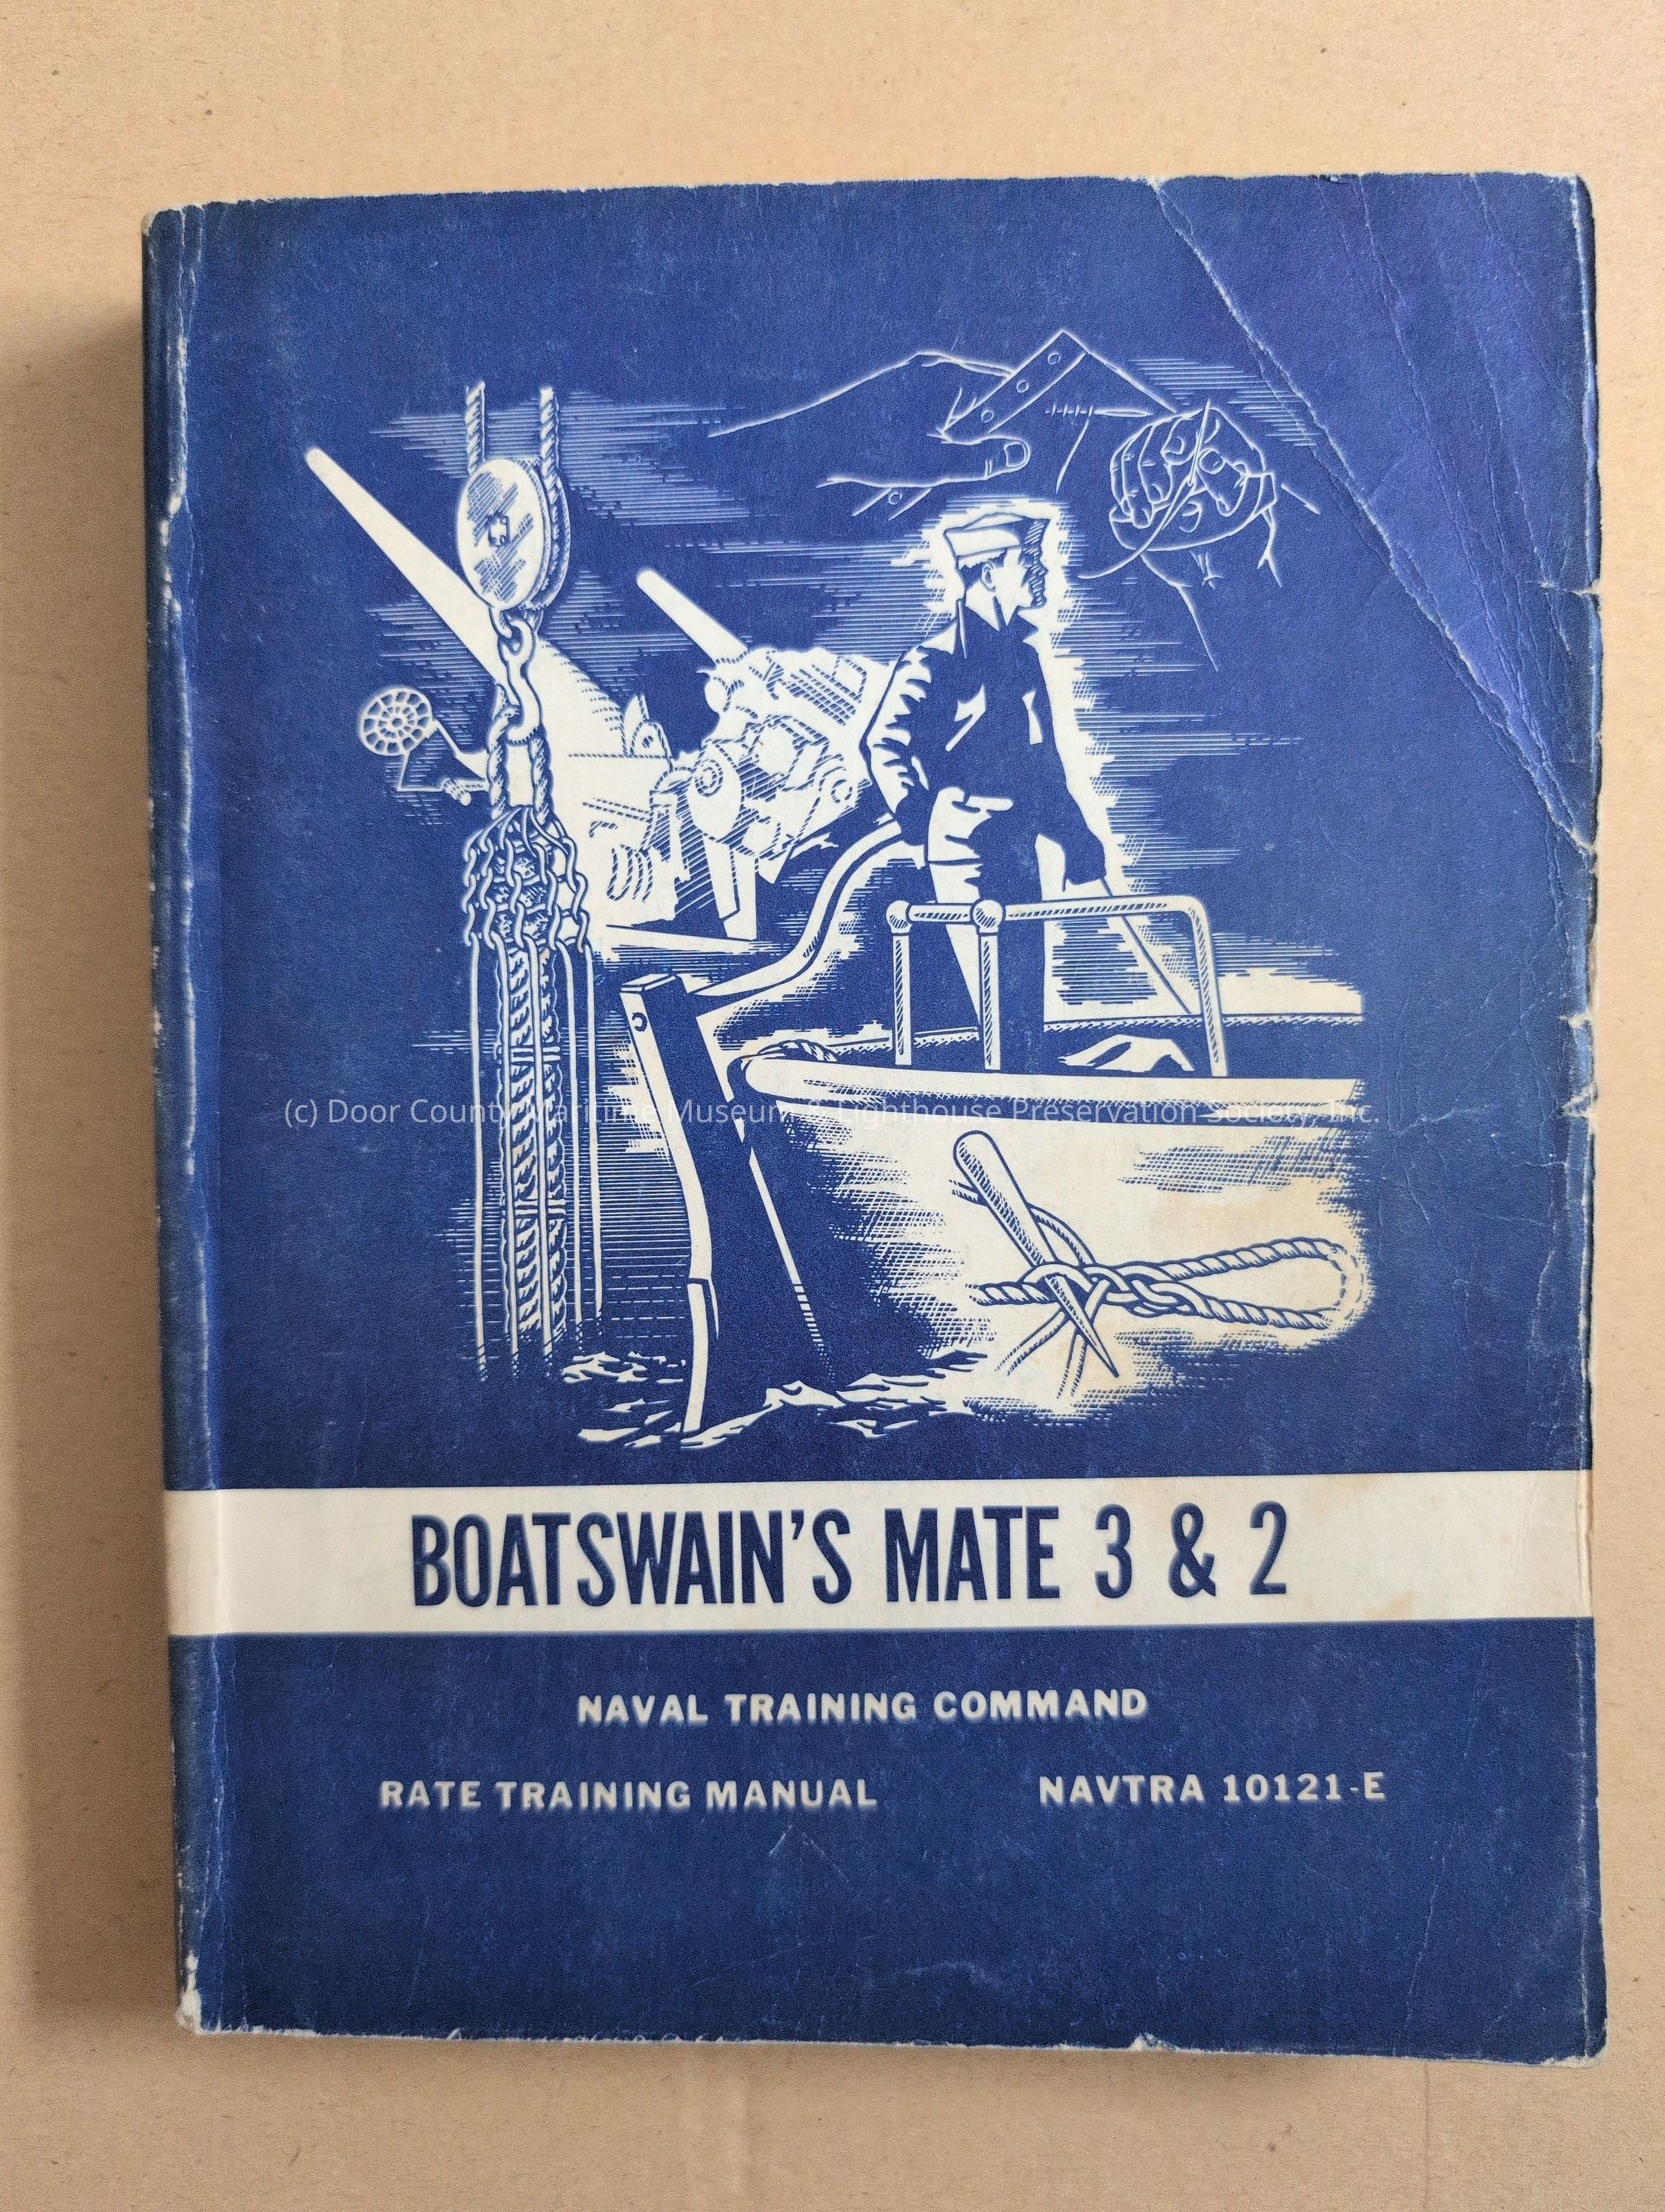 (c) Door County Maritime Museum & Lighthouse Preservation Society, Inc.
BOATSWAIN'S MATE 3 & 2
NAVAL TRAINING COMMAND
RATE TRAINING MANUAL NAVTRA 10121-E